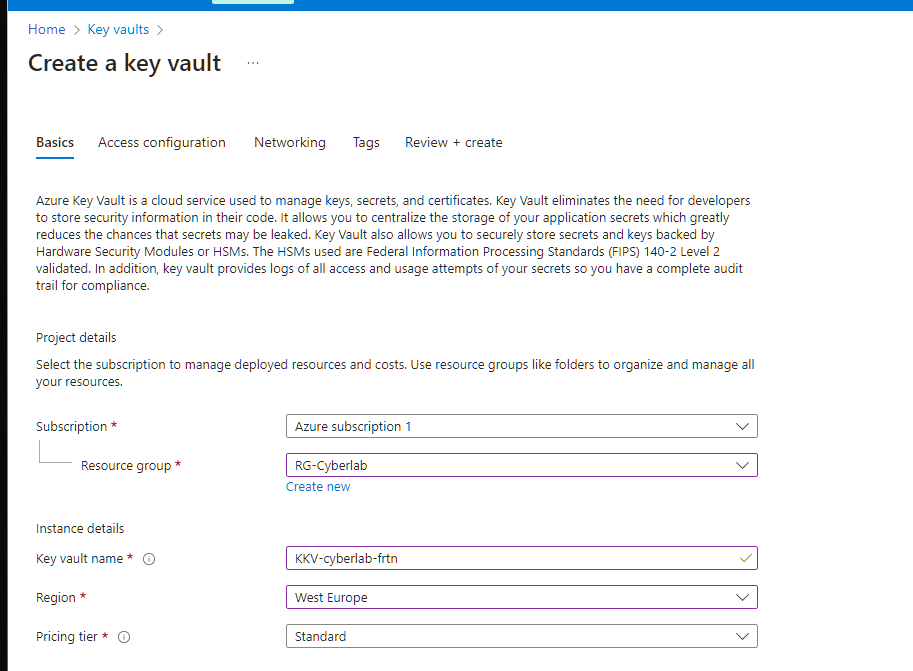 Home > Key vaults >
Create a key vault ...
Basics Access configuration Networking Tags Review + create
Azure Key Vault is a cloud service used to manage keys, secrets, and certificates. Key Vault eliminates the need for developers
to store security information in their code. It allows you to centralize the storage of your application secrets which greatly
reduces the chances that secrets may be leaked. Key Vault also allows you to securely store secrets and keys backed by
Hardware Security Modules or HSMs. The HSMs used are Federal Information Processing Standards (FIPS) 140-2 Level 2
validated. In addition, key vault provides logs of all access and usage attempts of your secrets so you have a complete audit
trail for compliance.
Project details
Select the subscription to manage deployed resources and costs. Use resource groups like folders to organize and manage all
your resources.
Subscription * Azure subscription 1
Resource group * RG-Cyberlab
Create new
Instance details
Key vault name * KKV-cyberlab-frtn
Region * West Europe
Pricing tier * Standard